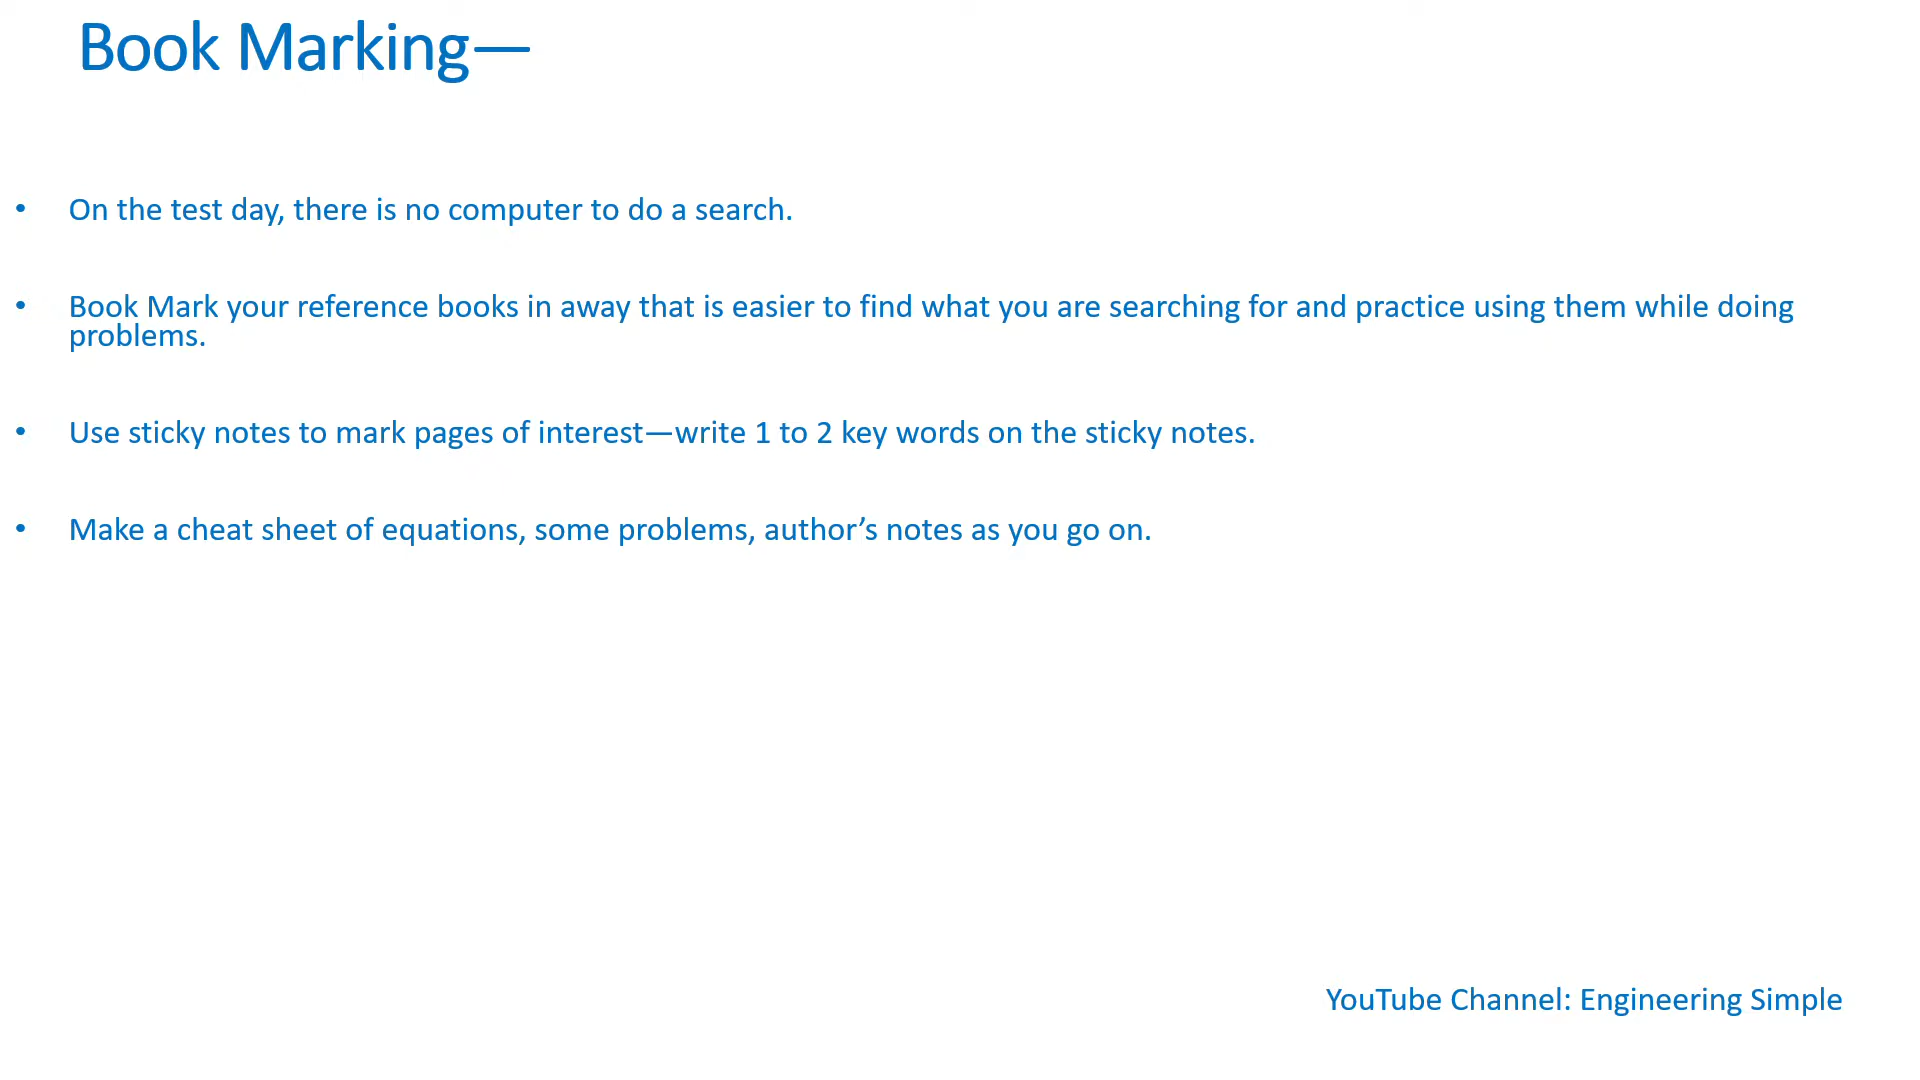 Book Marking—
• On the test day, there is no computer to do a search.
• Book Mark your reference books in away that is easier to find what you are searching for and practice using them while doing
problems.
• Use sticky notes to mark pages of interest—write 1 to 2 key words on the sticky notes.
• Make a cheat sheet of equations, some problems, author’s notes as you go on.
YouTube Channel: Engineering Simple